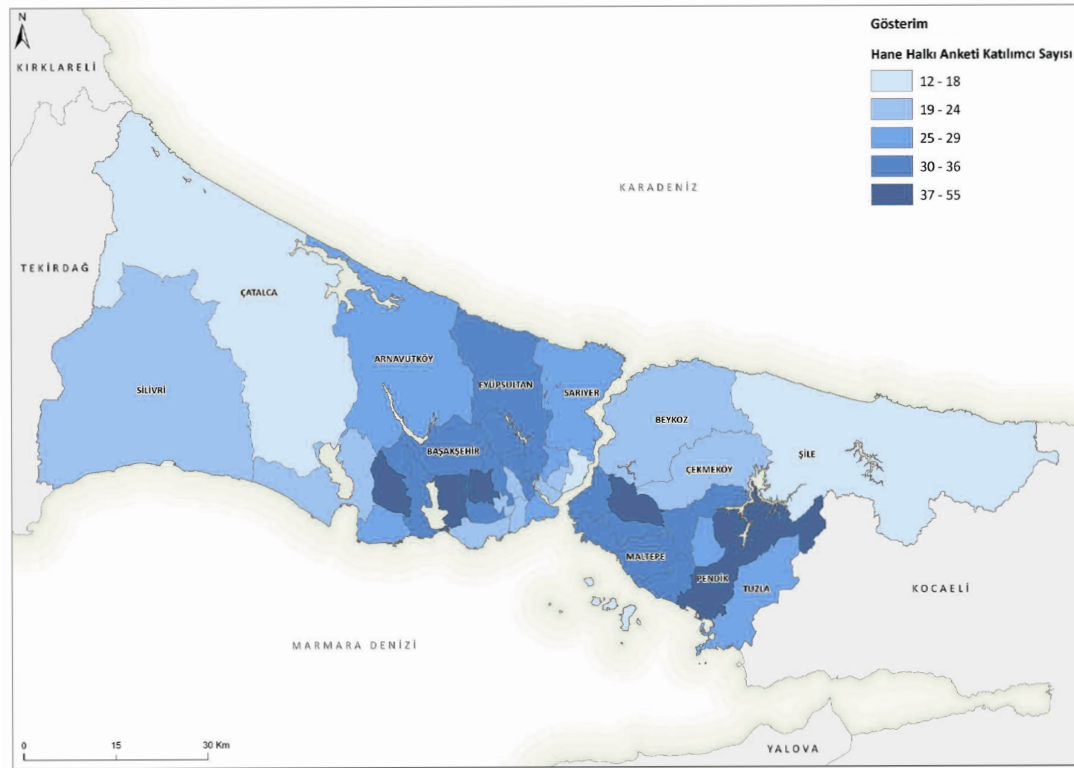 N
Gösterim
Hane Halkı Anketi Katılımcı Sayısı
12 - 18
19 - 24
25 - 29
30 - 36
37 - 55
KIRKLARELİ
KARADENİZ
TEKİRDAĞ
ÇATALCA
ARNAVUTKÖY
EYÜPSULTAN
SARIYER
SİLİVRİ
BEYKOZ
BAŞAKŞEHİR
ŞİLE
ÇEKMEKÖY
MALTEPE
PENDİK
TUZLA
KOCAELİ
MARMARA DENİZİ
0 15 30 Km
YALOVA